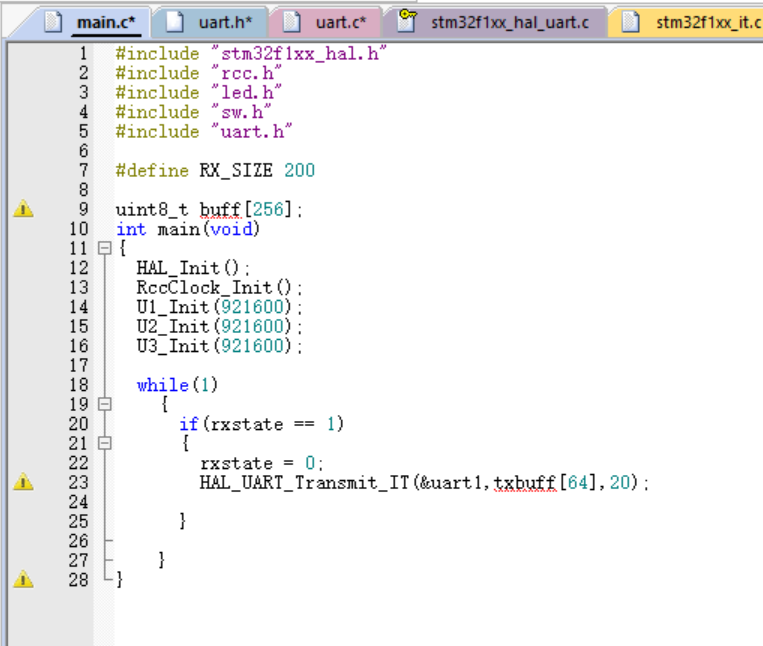 main.c* uart.h* uart.c* stm32f1xx_hal_uart.c stm32f1xx_it.c
1 #include "stm32f1xx_hal.h"
2 #include "rcc.h"
3 #include "led.h"
4 #include "sw.h"
5 #include "uart.h"
6
7 #define RX_SIZE 200
8
9 uint8_t buff[256];
10 int main(void)
11 {
12 HAL_Init();
13 RccClock_Init();
14 U1_Init(921600);
15 U2_Init(921600);
16 U3_Init(921600);
17
18 while(1)
19 {
20 if(rxstate == 1)
21 {
22 rxstate = 0;
23 HAL_UART_Transmit_IT(&uart1,txbuff[64],20);
24
25 }
26
27 }
28 }